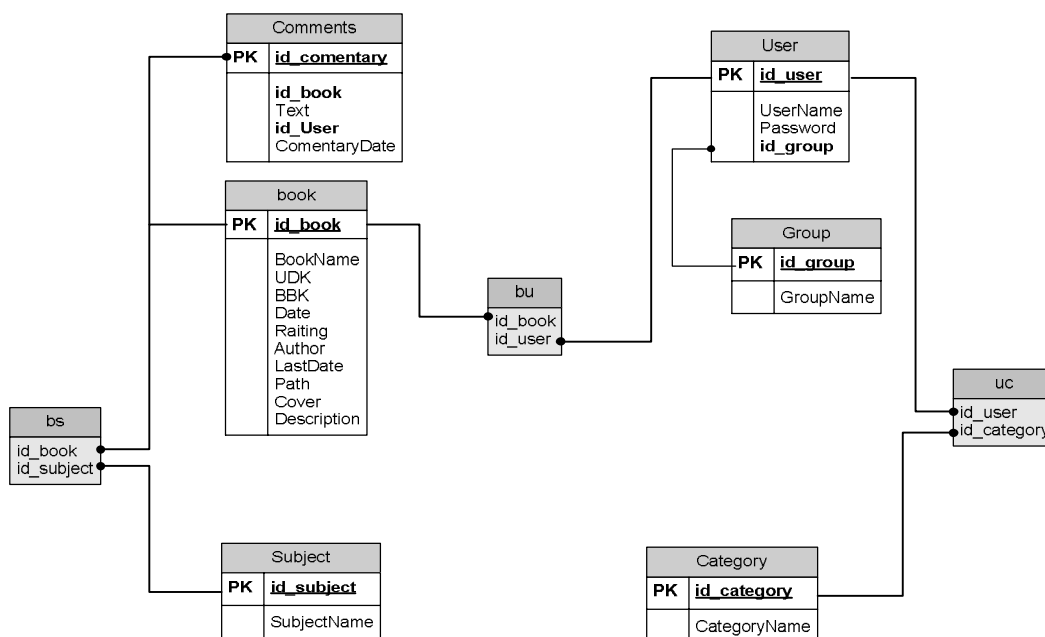 Comments
PK id_comentary
id_book
Text
id_User
ComentaryDate
User
PK id_user
UserName
Password
id_group
book
PK id_book
BookName
UDK
BBK
Date
Raiting
Author
LastDate
Path
Cover
Description
Group
PK id_group
GroupName
bu
id_book
id_user
uc
id_user
id_category
bs
id_book
id_subject
Subject
PK id_subject
SubjectName
Category
PK id_category
CategoryName